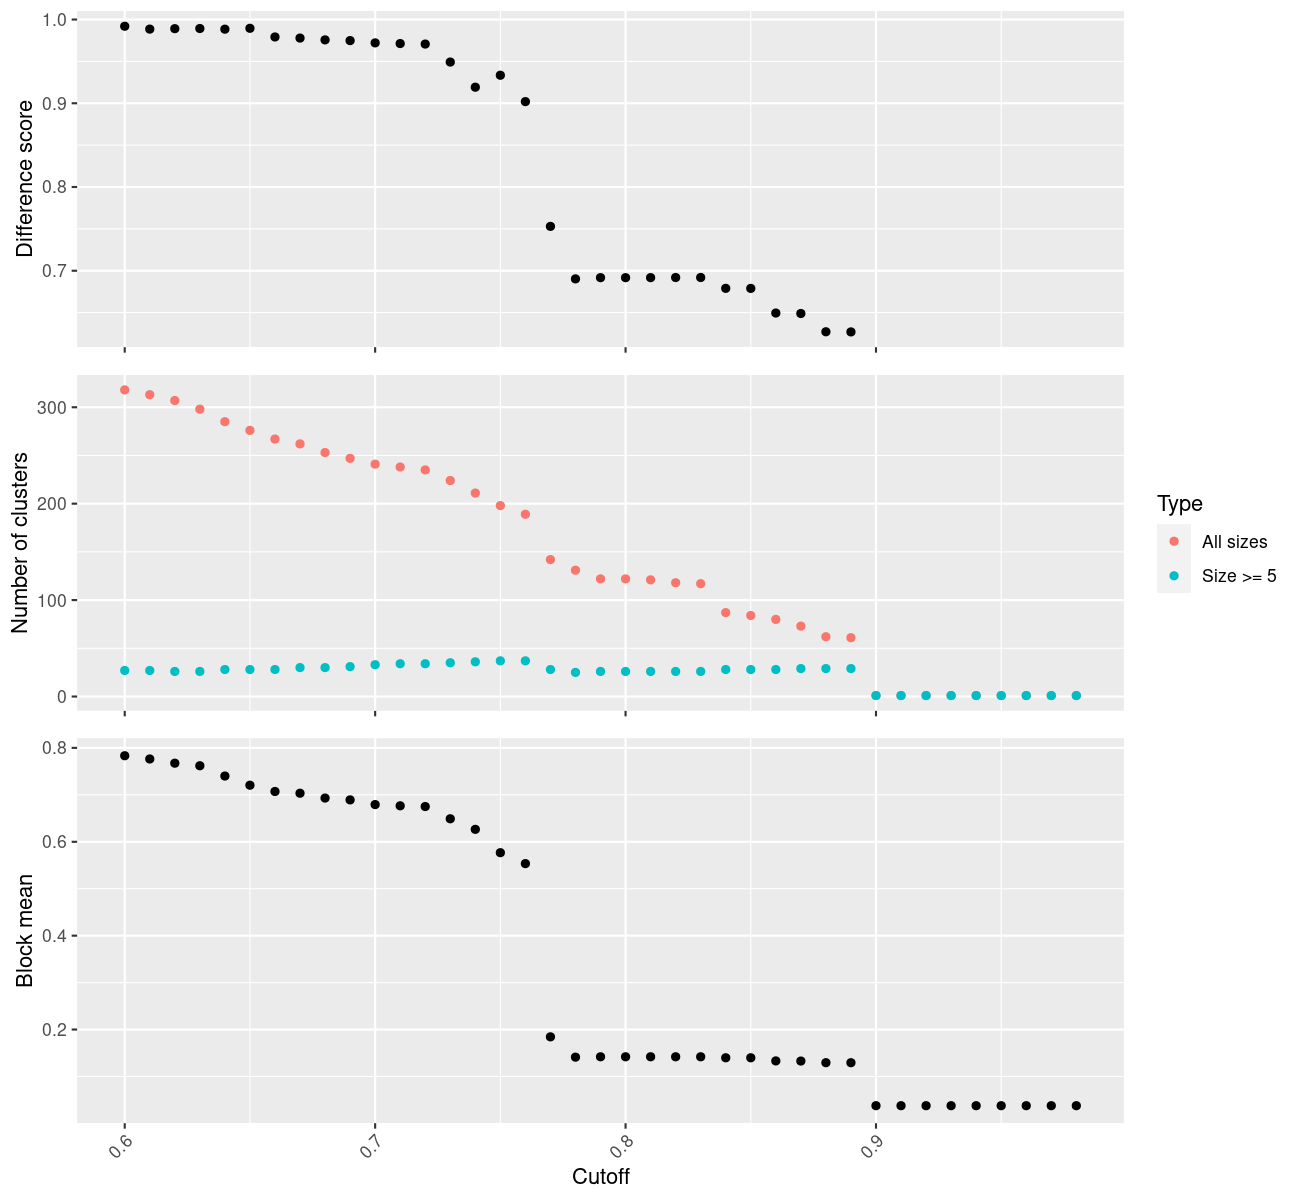 1.0
0.9
0.8
0.7
Difference score
300
200
100
0
Number of clusters
Type
All sizes
Size >= 5
0.8
0.6
0.4
0.2
Block mean
0.6
0.7
0.8
0.9
Cutoff